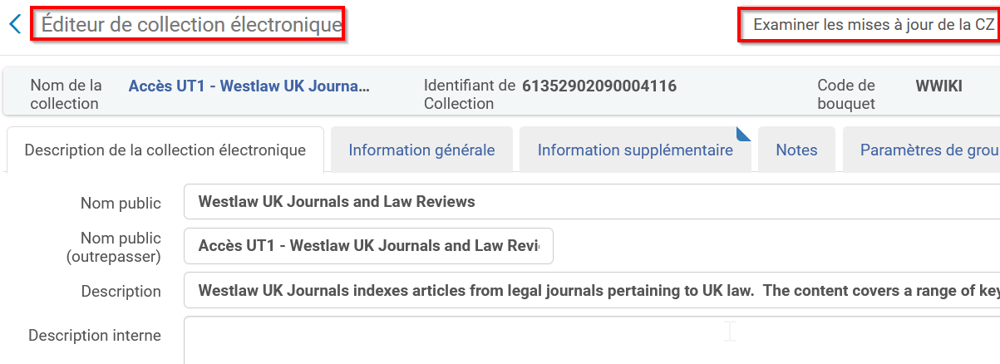 Éditeur de collection électronique
Examiner les mises à jour de la CZ
Nom de la collection
Accès UT1 - Westlaw UK Journa...
Identifiant de Collection
61352902090004116
Code de bouquet
WWIKI
Description de la collection électronique
Information générale
Information supplémentaire
Notes
Paramètres de grou
Nom public
Westlaw UK Journals and Law Reviews
Nom public (outrepasser)
Accès UT1 - Westlaw UK Journals and Law Revi
Description
Westlaw UK Journals indexes articles from legal journals pertaining to UK law. The content covers a range of key
Description interne